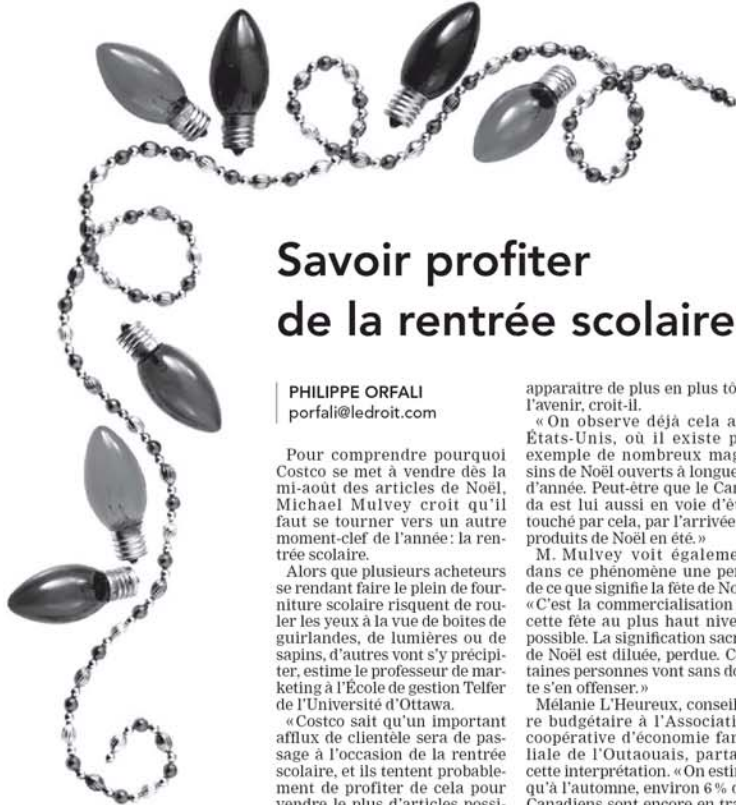 Savoir profiter
de la rentrée scolaire
PHILIPPE ORFALI
porfali@ledroit.com
Pour comprendre pourquoi
Costco se met à vendre dès la
mi-août des articles de Noël,
Michael Mulvey croit qu'il
faut se tourner vers un autre
moment-clef de l'année: la ren-
trée scolaire.
Alors que plusieurs acheteurs
se rendant faire le plein de four-
niture scolaire risquent de rou-
ler les yeux à la vue de boites de
guirlandes, de lumières ou de
sapins, d'autres vont s'y précipi-
ter, estime le professeur de mar-
keting à l'École de gestion Telfer
de l'Université d'Ottawa.
«Costco sait qu'un important
afflux de clientèle sera de pas-
sage à l'occasion de la rentrée
scolaire, et ils tentent probable-
ment de profiter de cela pour
vendre le plus d'articles possi-
apparaitre de plus en plus tô
l'avenir, croit-il.
«On observe déjà cela a
États-Unis, où il existe p
exemple de nombreux mag
sins de Noël ouverts à longue
d'année. Peut-être que le Can
da est lui aussi en voie d'êt
touché par cela, par l'arrivée
produits de Noël en été.»
M. Mulvey voit égaleme
dans ce phénomène une per
de ce que signifie la fête de No
«C'est la commercialisation
cette fête au plus haut nive
possible. La signification sacr
de Noël est diluée, perdue. C
taines personnes vont sans do
te s'en offenser.»
Mélanie L'Heureux, conseil
re budgétaire à l'Associati
coopérative d'économie fam
liale de l'Outaouais, parta
cette interprétation. «On estin
qu'à l'automne, environ 6% d
Canadiens sont encore en tra